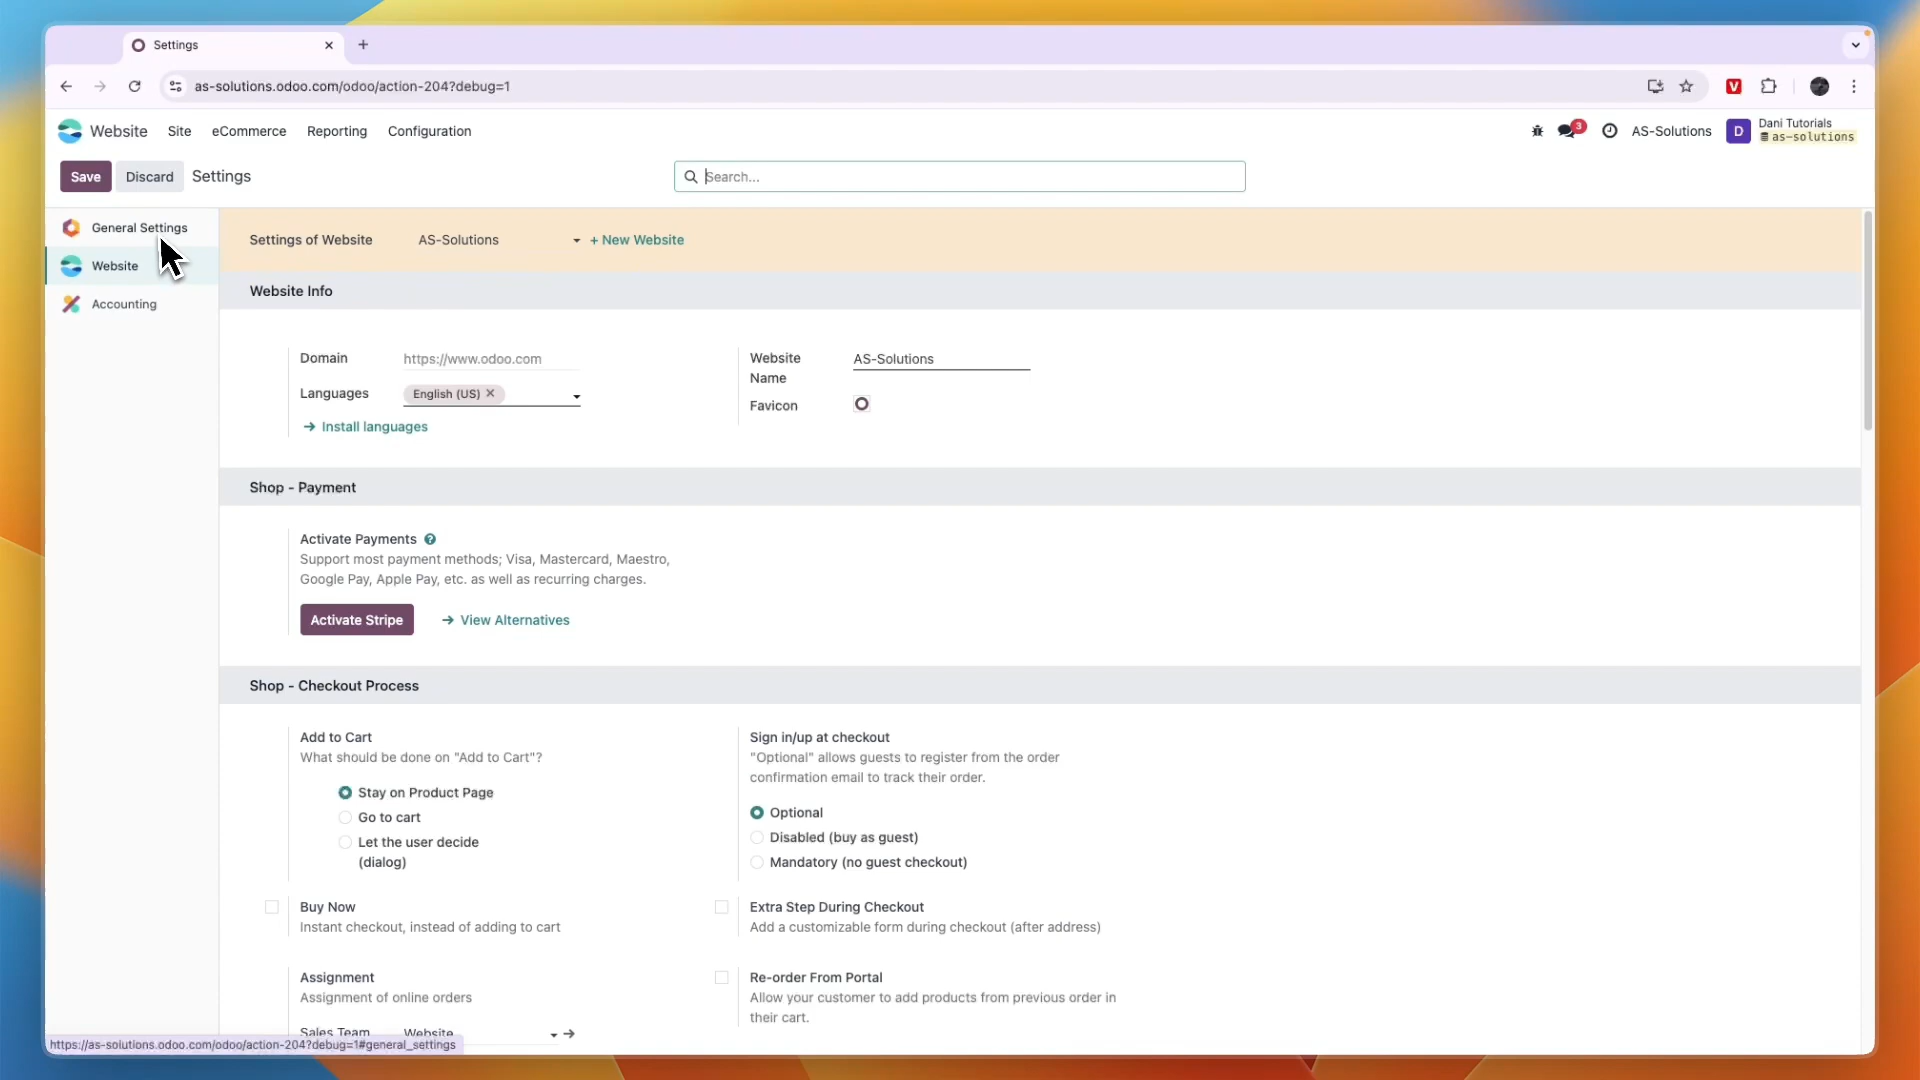 Settings
as-solutions.odoo.com/odoo/action-204?debug=1
V
Website Site eCommerce Reporting Configuration
3 AS-Solutions D Dani Tutorials
as-solutions
Save Discard Settings Search...
General Settings
Website
Accounting
Settings of Website AS-Solutions + New Website
Website Info
Domain https://www.odoo.com
Languages English (US)
Install languages
Website
Name
AS-Solutions
Favicon
Shop - Payment
Activate Payments ?
Support most payment methods; Visa, Mastercard, Maestro,
Google Pay, Apple Pay, etc. as well as recurring charges.
Activate Stripe View Alternatives
Shop - Checkout Process
Add to Cart
What should be done on "Add to Cart"?
Stay on Product Page
Go to cart
Let the user decide
(dialog)
Sign in/up at checkout
"Optional" allows guests to register from the order
confirmation email to track their order.
Optional
Disabled (buy as guest)
Mandatory (no guest checkout)
Buy Now
Instant checkout, instead of adding to cart
Extra Step During Checkout
Add a customizable form during checkout (after address)
Assignment
Assignment of online orders
Sales Team Website
Re-order From Portal
Allow your customer to add products from previous order in
their cart.
https://as-solutions.odoo.com/odoo/action-204?debug=1#general_settings